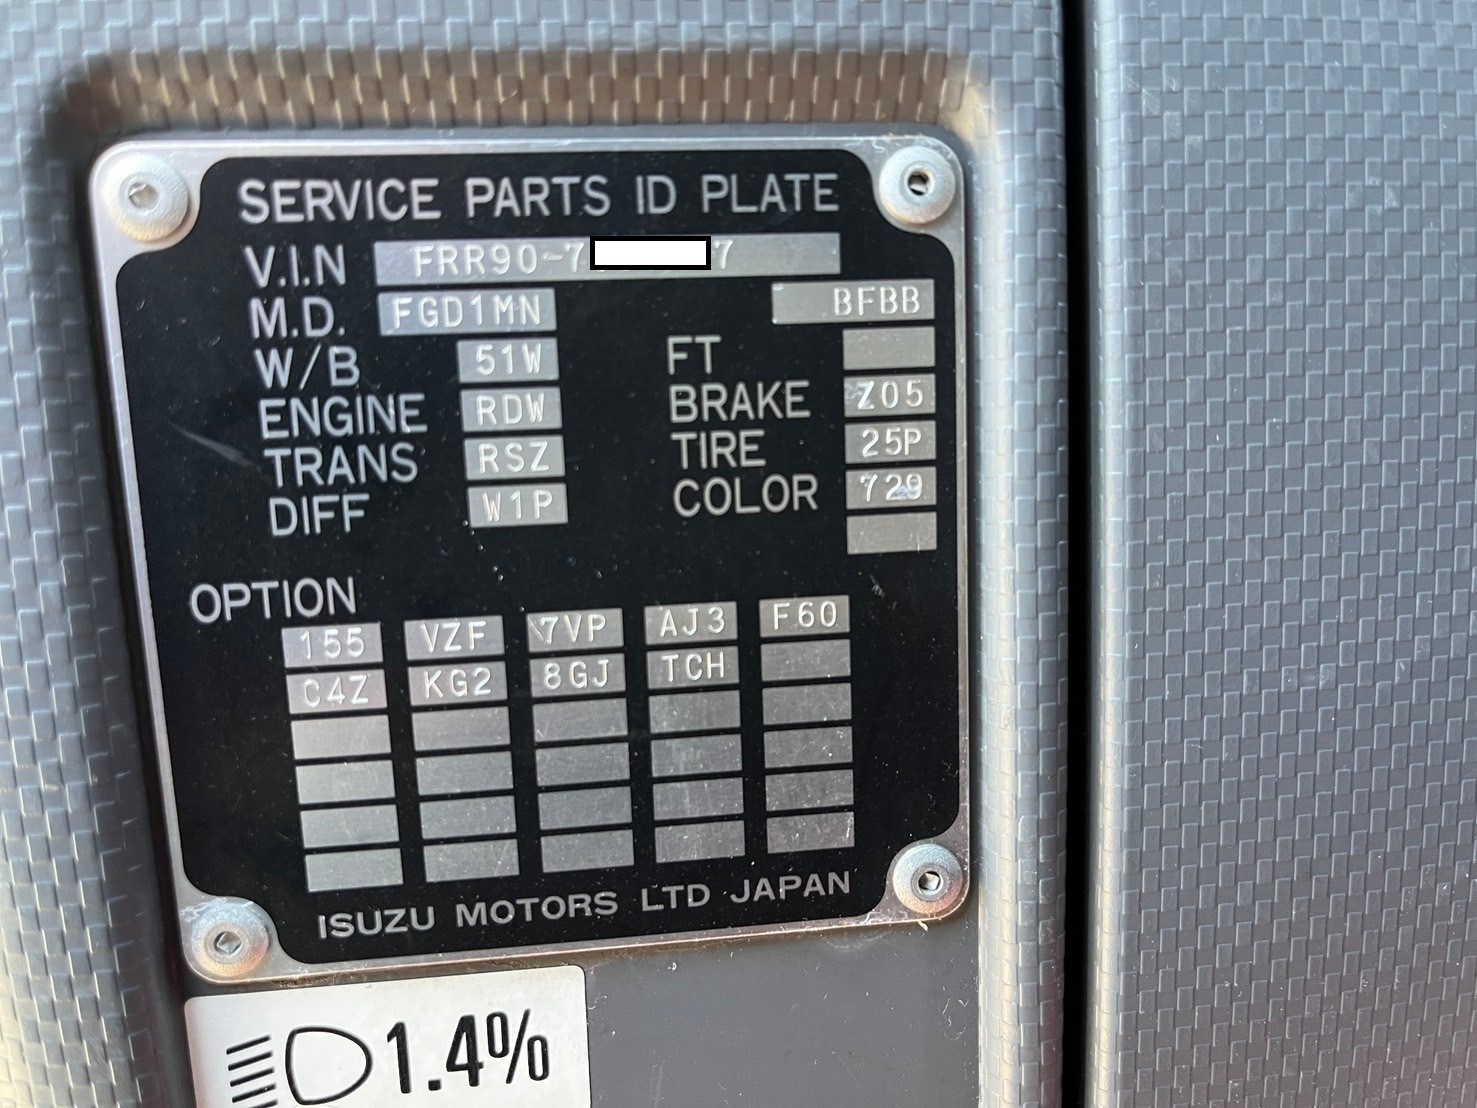 SERVICE PARTS ID PLATE
V.I.N FRR90-7 7
M.D. FGD1MN BFBB
W/B 51W FT
ENGINE RDW BRAKE Z05
TRANS RSZ TIRE 25P
DIFF W1P COLOR 729
OPTION
155 VZF 7VP AJ3 F60
C4Z KG2 8GJ TCH
ISUZU MOTORS LTD JAPAN
1.4%